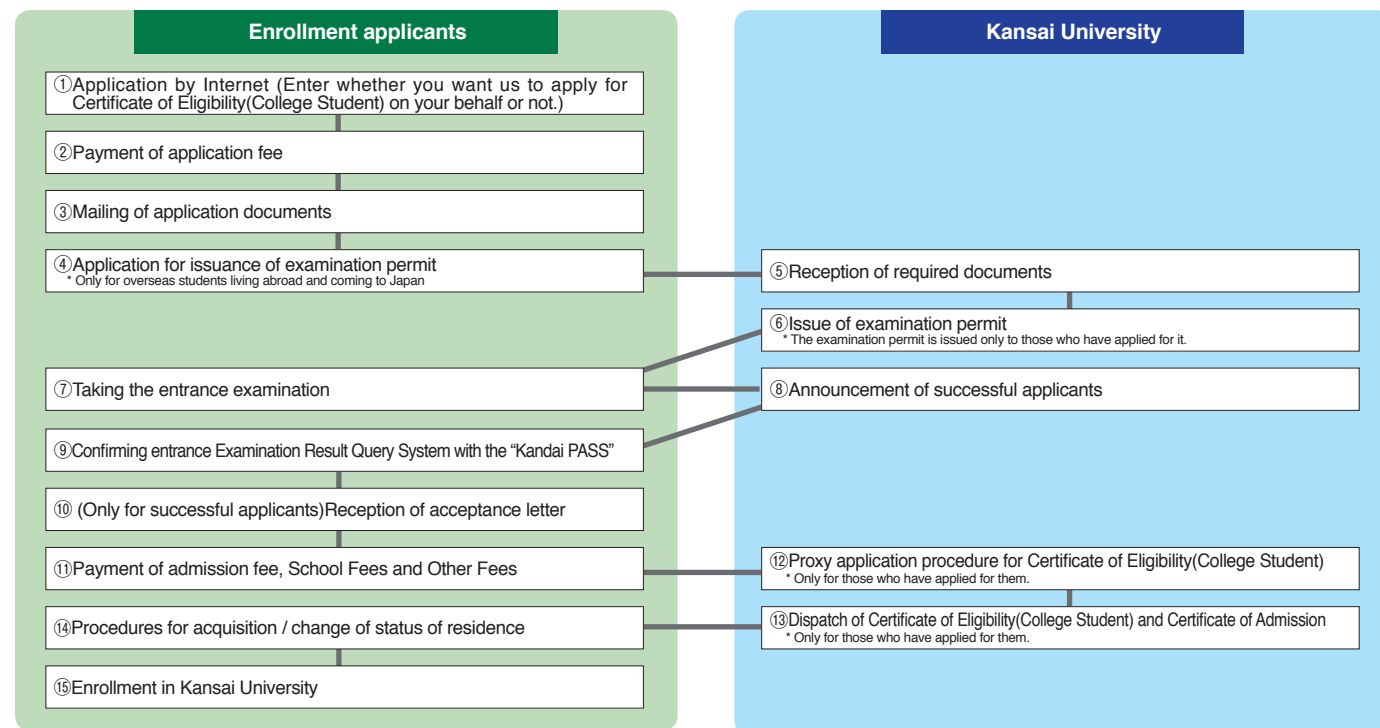 Enrollment applicants
Kansai University
①Application by Internet (Enter whether you want us to apply for
Certificate of Eligibility(College Student) on your behalf or not.)
②Payment of application fee
③Mailing of application documents
④Application for issuance of examination permit
* Only for overseas students living abroad and coming to Japan
⑤Reception of required documents
⑥Issue of examination permit
* The examination permit is issued only to those who have applied for it.
⑦Taking the entrance examination
⑧Announcement of successful applicants
⑨Confirming entrance Examination Result Query System with the “Kandai PASS”
⑩ (Only for successful applicants)Reception of acceptance letter
⑪Payment of admission fee, School Fees and Other Fees
⑫Proxy application procedure for Certificate of Eligibility(College Student)
* Only for those who have applied for them.
⑬Dispatch of Certificate of Eligibility(College Student) and Certificate of Admission
* Only for those who have applied for them.
⑭Procedures for acquisition / change of status of residence
⑮Enrollment in Kansai University